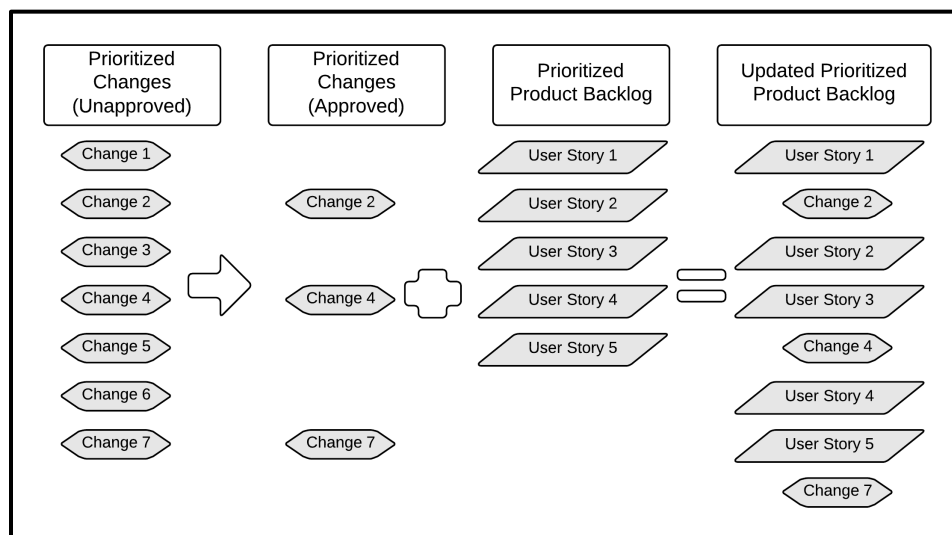 Prioritized
Changes
(Unapproved)
Prioritized
Changes
(Approved)
Prioritized
Product Backlog
Updated Prioritized
Product Backlog
Change 1
Change 2
Change 3
Change 4
Change 5
Change 6
Change 7
Change 2
Change 4
Change 7
User Story 1
User Story 2
User Story 3
User Story 4
User Story 5
User Story 1
Change 2
User Story 2
User Story 3
Change 4
User Story 4
User Story 5
Change 7